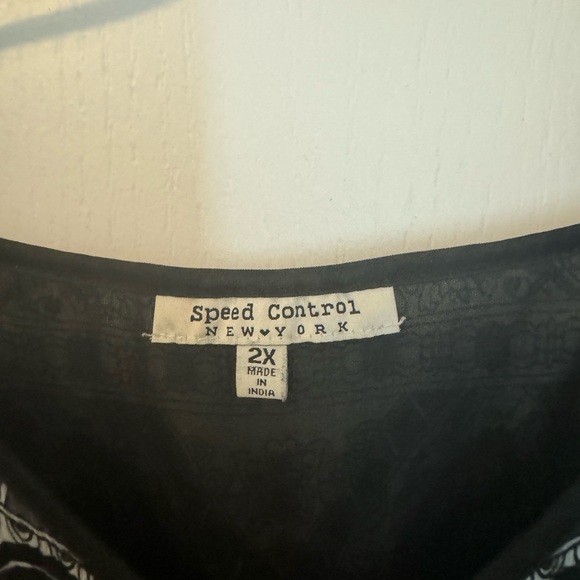 Speed Control
NEW♥YORK
2X
MADE
IN
INDIA